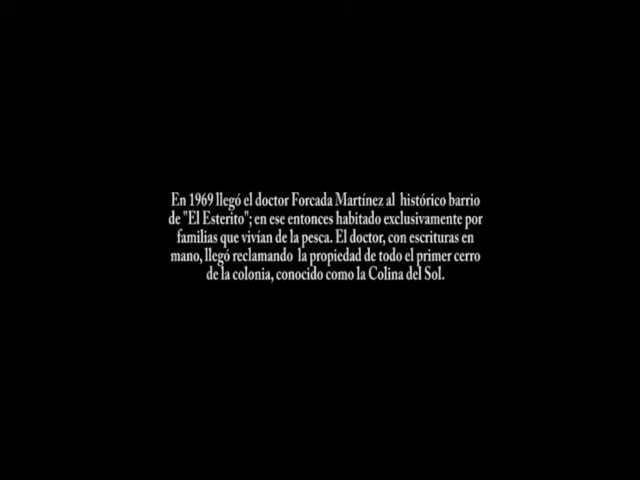 En 1969 llegó el doctor Forcada Martínez al histórico barrio
de "El Esterito"; en ese entonces habitado exclusivamente por
familias que vivían de la pesca. El doctor, con escrituras en
mano, llegó reclamando la propiedad de todo el primer cerro
de la colonia, conocido como la Colina del Sol.